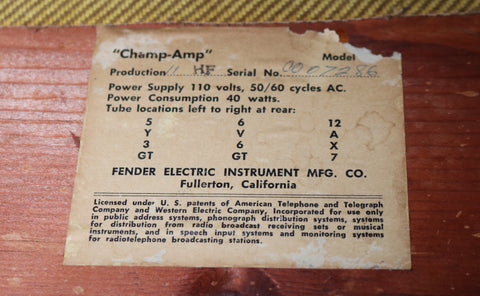 "Champ-Amp" Model
Production 11 HF Serial No. C007286
Power Supply 110 volts, 50/60 cycles AC.
Power Consumption 40 watts.
Tube locations left to right at rear:
5 6 12
Y V A
3 6 X
GT GT 7
FENDER ELECTRIC INSTRUMENT MFG. CO.
Fullerton, California
Licensed under U. S. patents of American Telephone and Telegraph
Company and Western Electric Company, Incorporated for use only
in public address systems, phonograph distribution systems, systems
for distribution from radio broadcast receiving sets or musical
instruments, and in speech input systems and monitoring systems
for radiotelephone broadcasting stations.